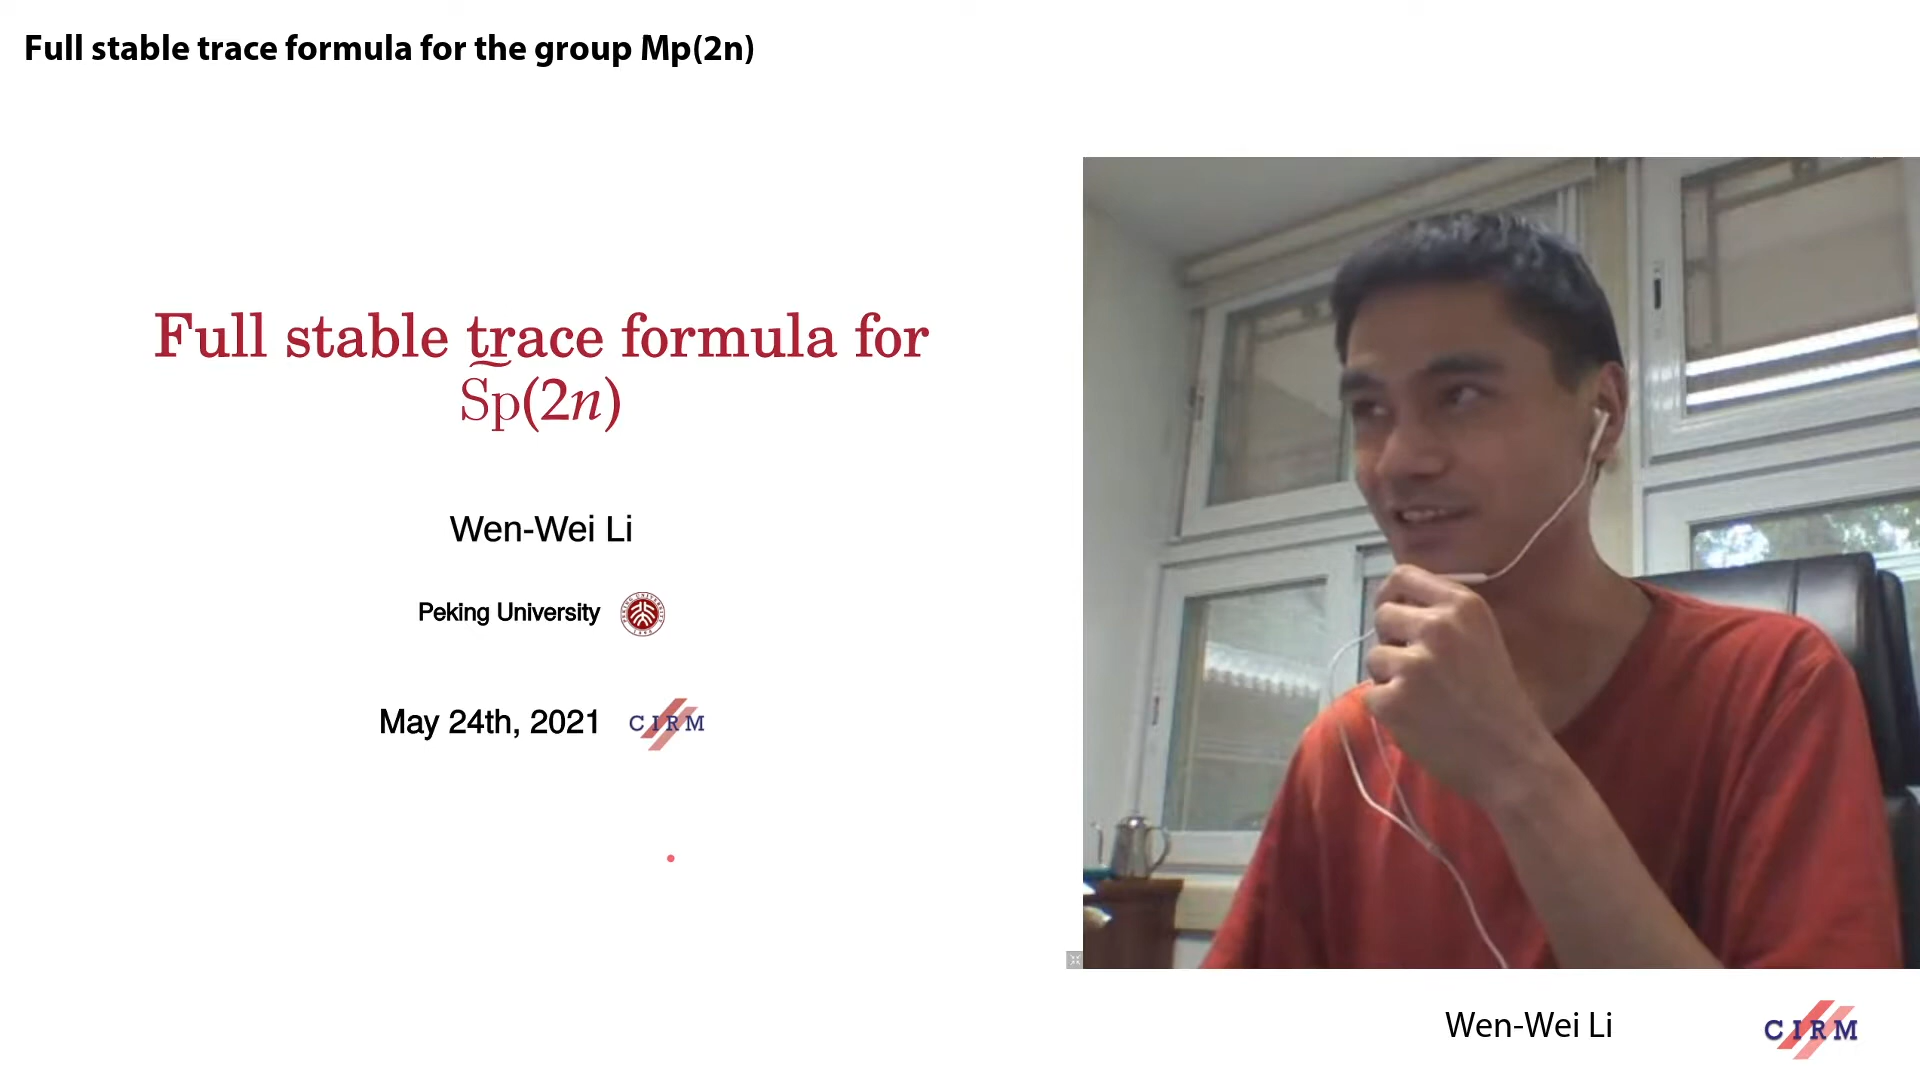 Full stable trace formula for the group Mp(2n)
Full stable trace formula for
S͠p(2n)
Wen-Wei Li
Peking University
May 24th, 2021 CIRM
Wen-Wei Li
CIRM